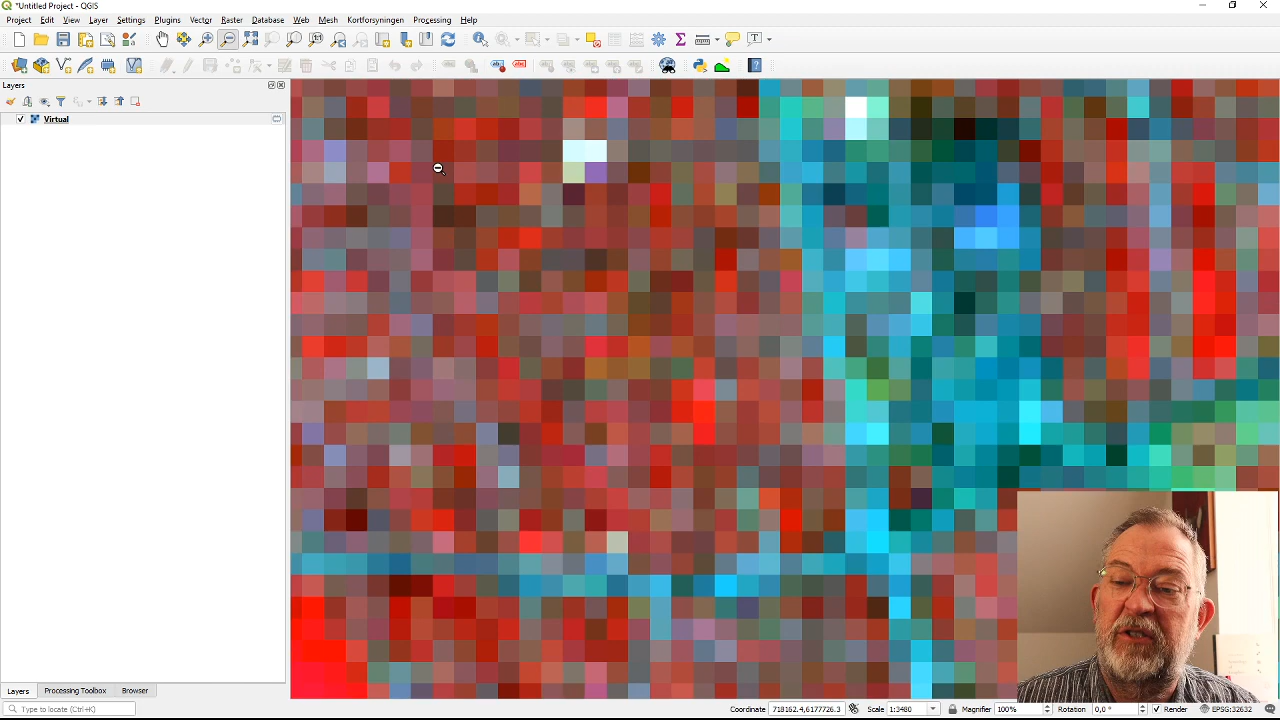 *Untitled Project - QGIS
Project Edit View Layer Settings Plugins Vector Raster Database Web Mesh Kortforsyningen Processing Help
Layers
Virtual
Layers Processing Toolbox Browser
Type to locate (Ctrl+K)
Coordinate 718162.4,6177726.3 Scale 1:3480 Magnifier 100% Rotation 0,0° Render EPSG:32632